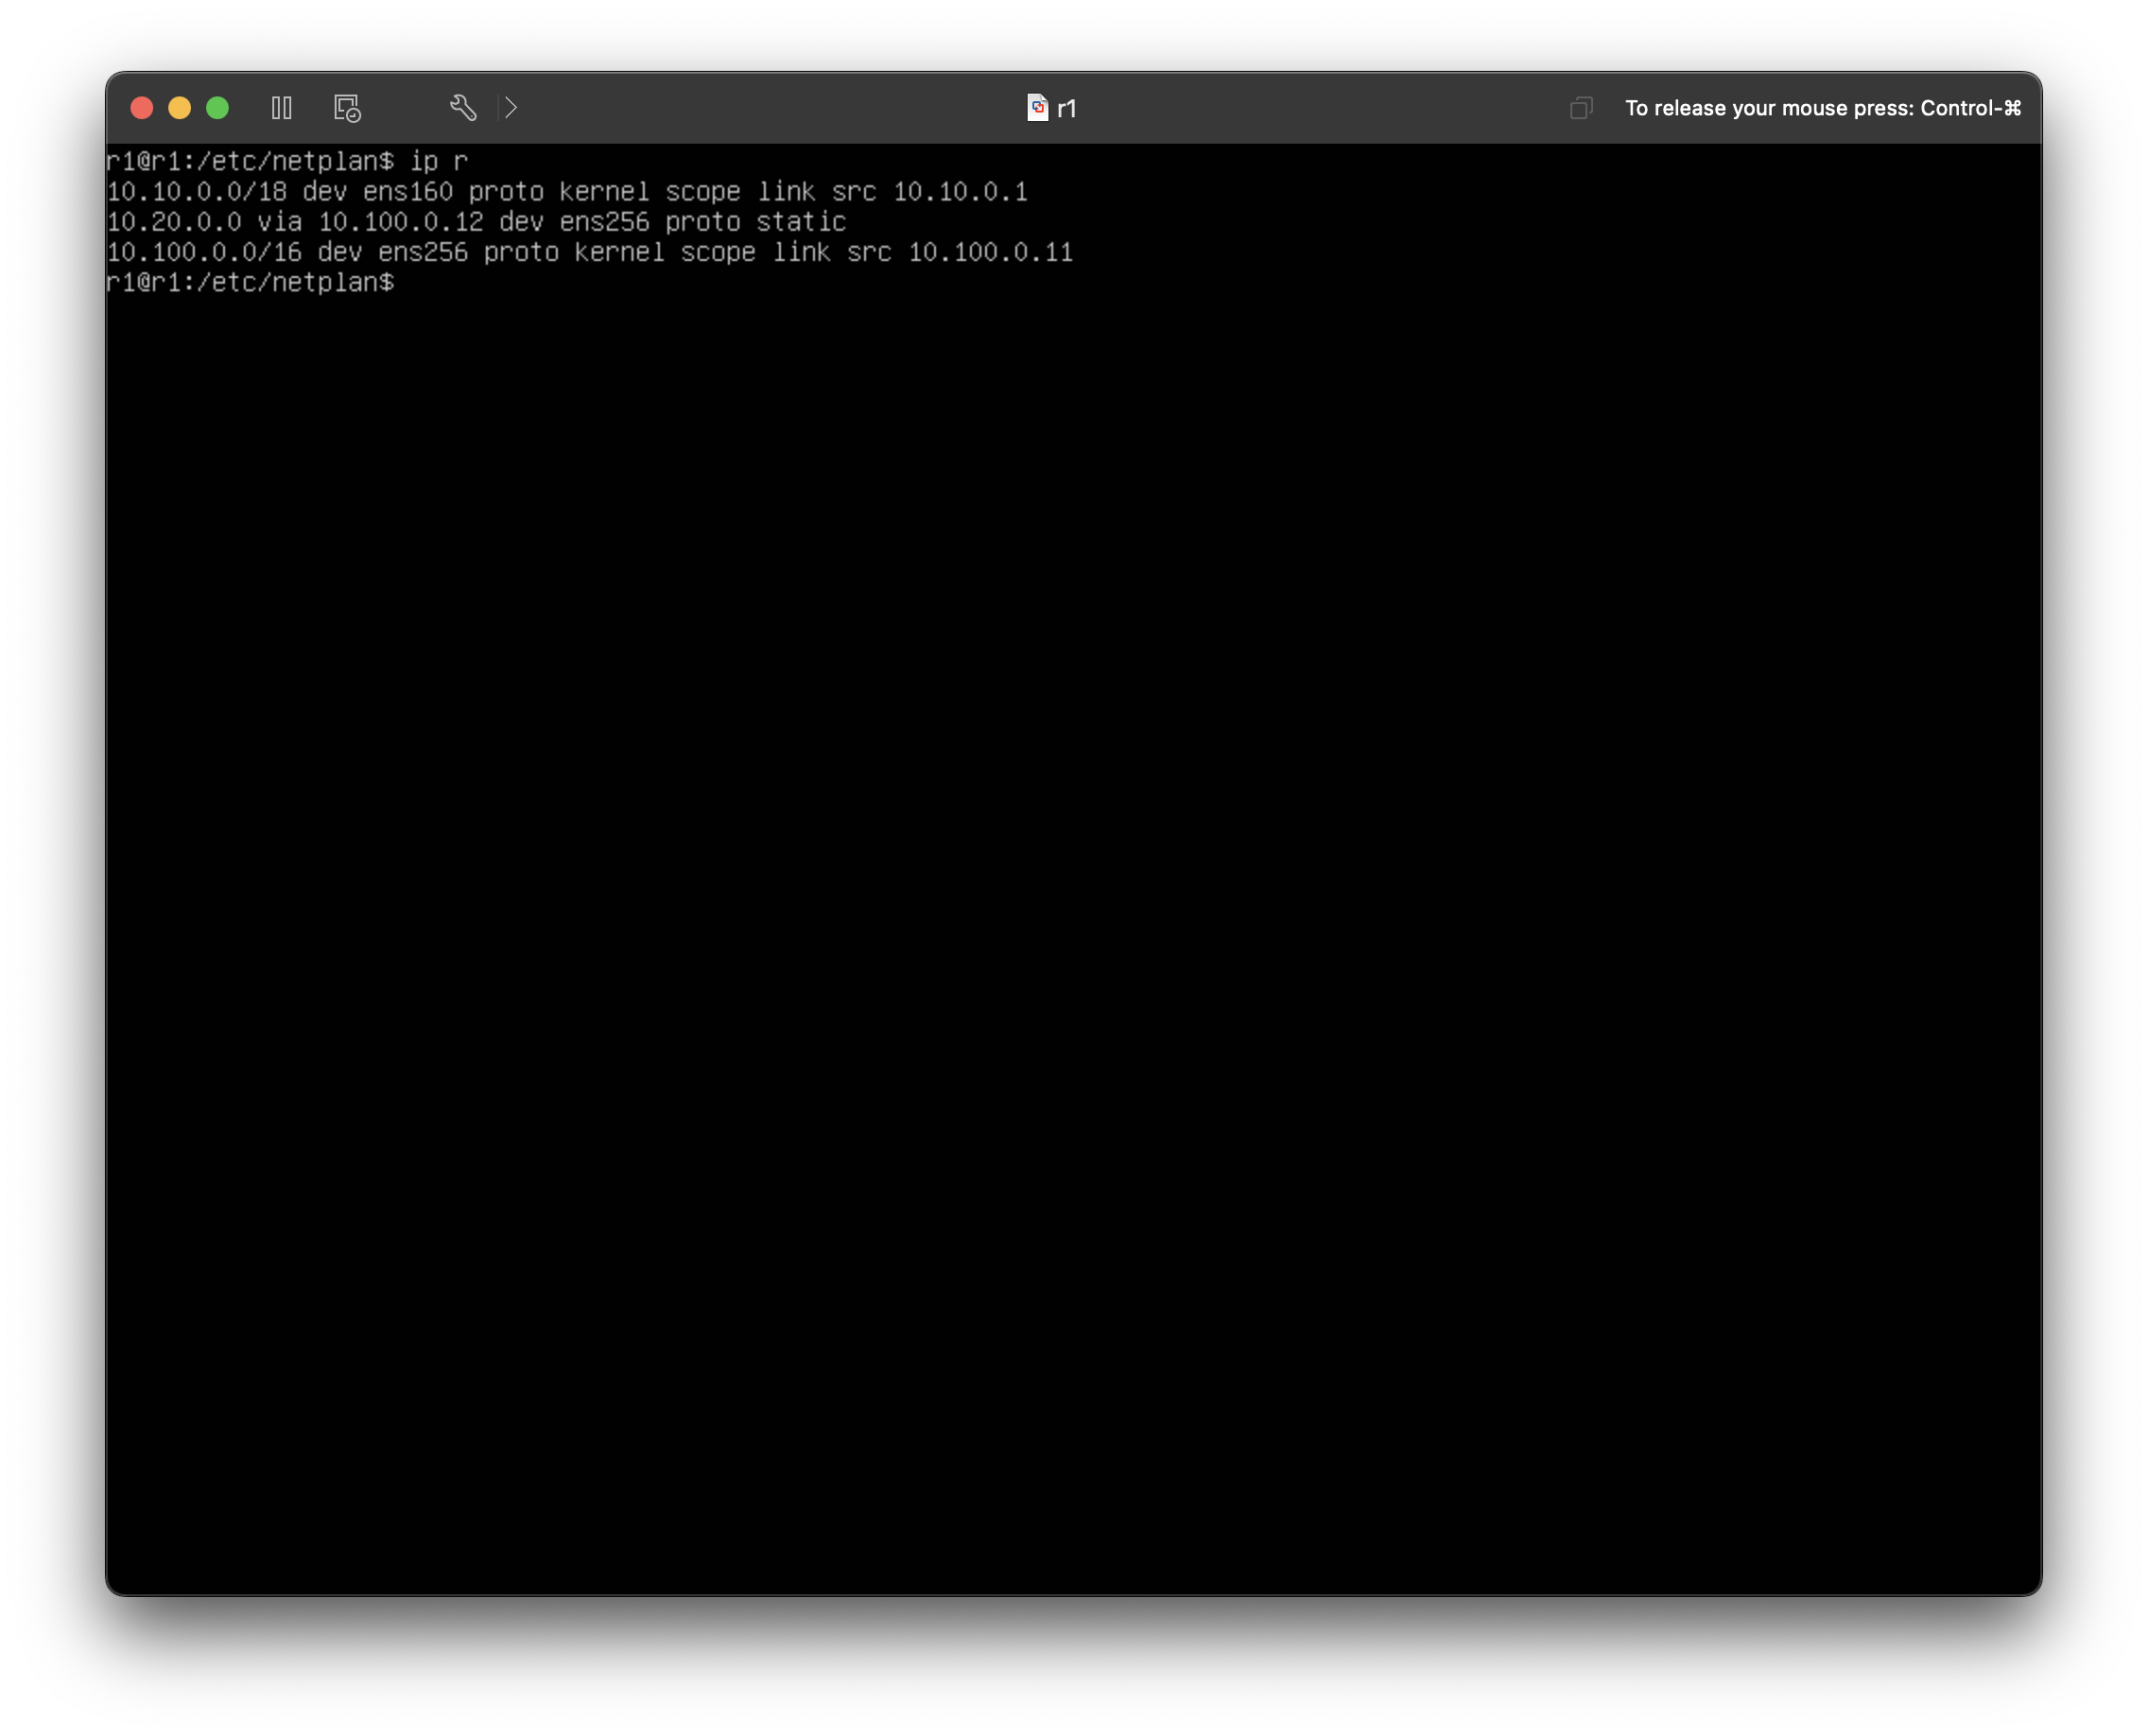 r1
To release your mouse press: Control-⌘
r1@r1:/etc/netplan$ ip r
10.10.0.0/18 dev ens160 proto kernel scope link src 10.10.0.1
10.20.0.0 via 10.100.0.12 dev ens256 proto static
10.100.0.0/16 dev ens256 proto kernel scope link src 10.100.0.11
r1@r1:/etc/netplan$